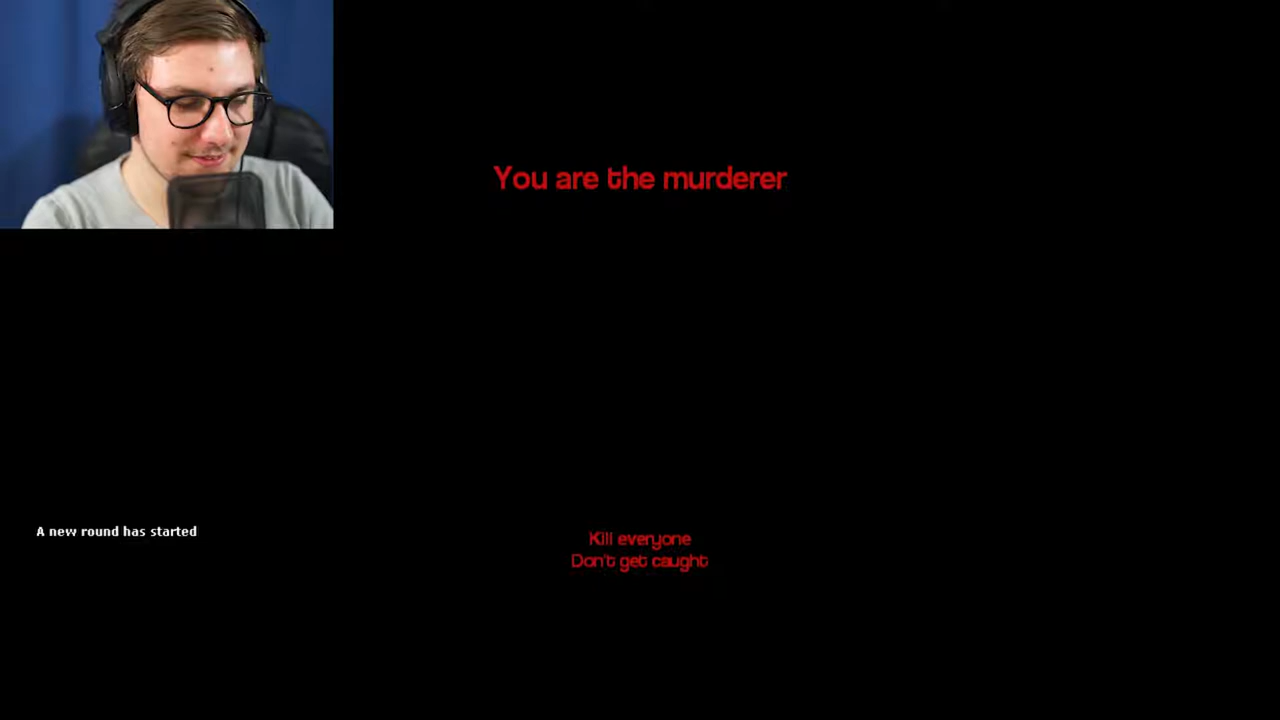 You are the murderer
A new round has started
Kill everyone
Don't get caught